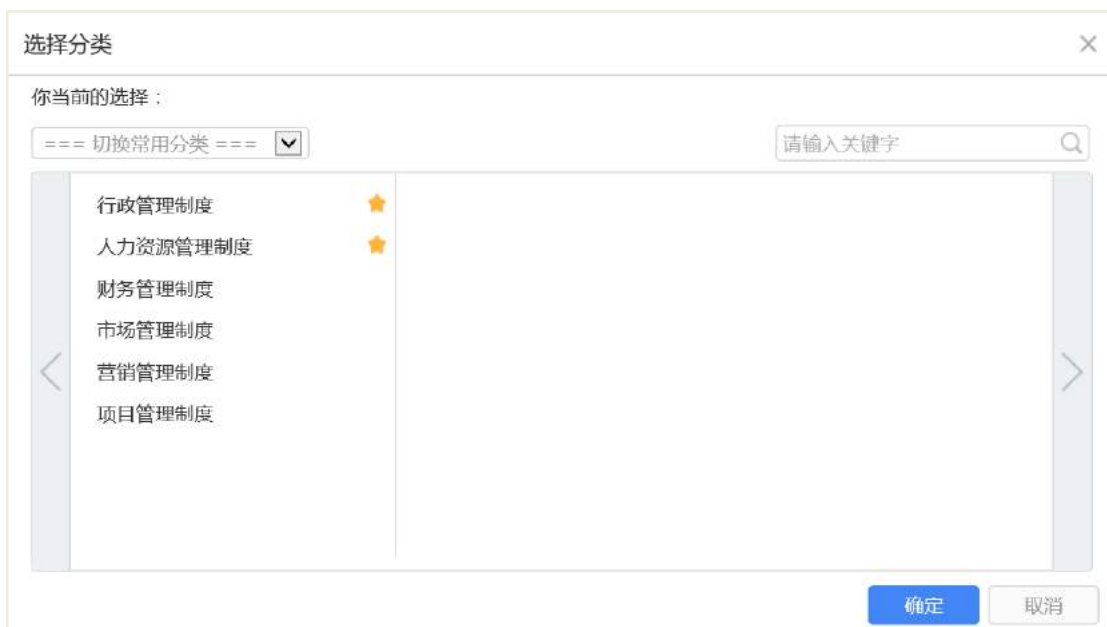 选择分类
你当前的选择：
=== 切换常用分类 ===
请输入关键字
行政管理制度
人力资源管理制度
财务管理制度
市场管理制度
营销管理制度
项目管理制度
确定
取消